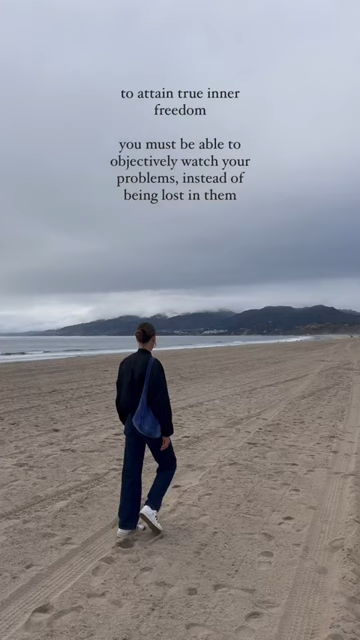 to attain true inner
freedom
you must be able to
objectively watch your
problems, instead of
being lost in them